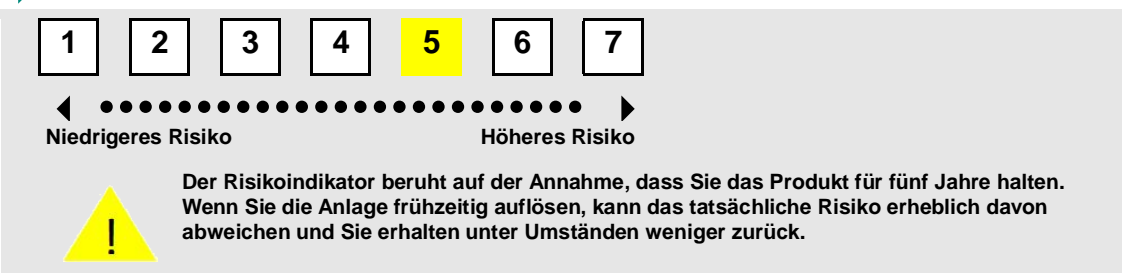 1 2 3 4 5 6 7
Niedrigeres Risiko Höheres Risiko
Der Risikoindikator beruht auf der Annahme, dass Sie das Produkt für fünf Jahre halten.
Wenn Sie die Anlage frühzeitig auflösen, kann das tatsächliche Risiko erheblich davon
abweichen und Sie erhalten unter Umständen weniger zurück.
!